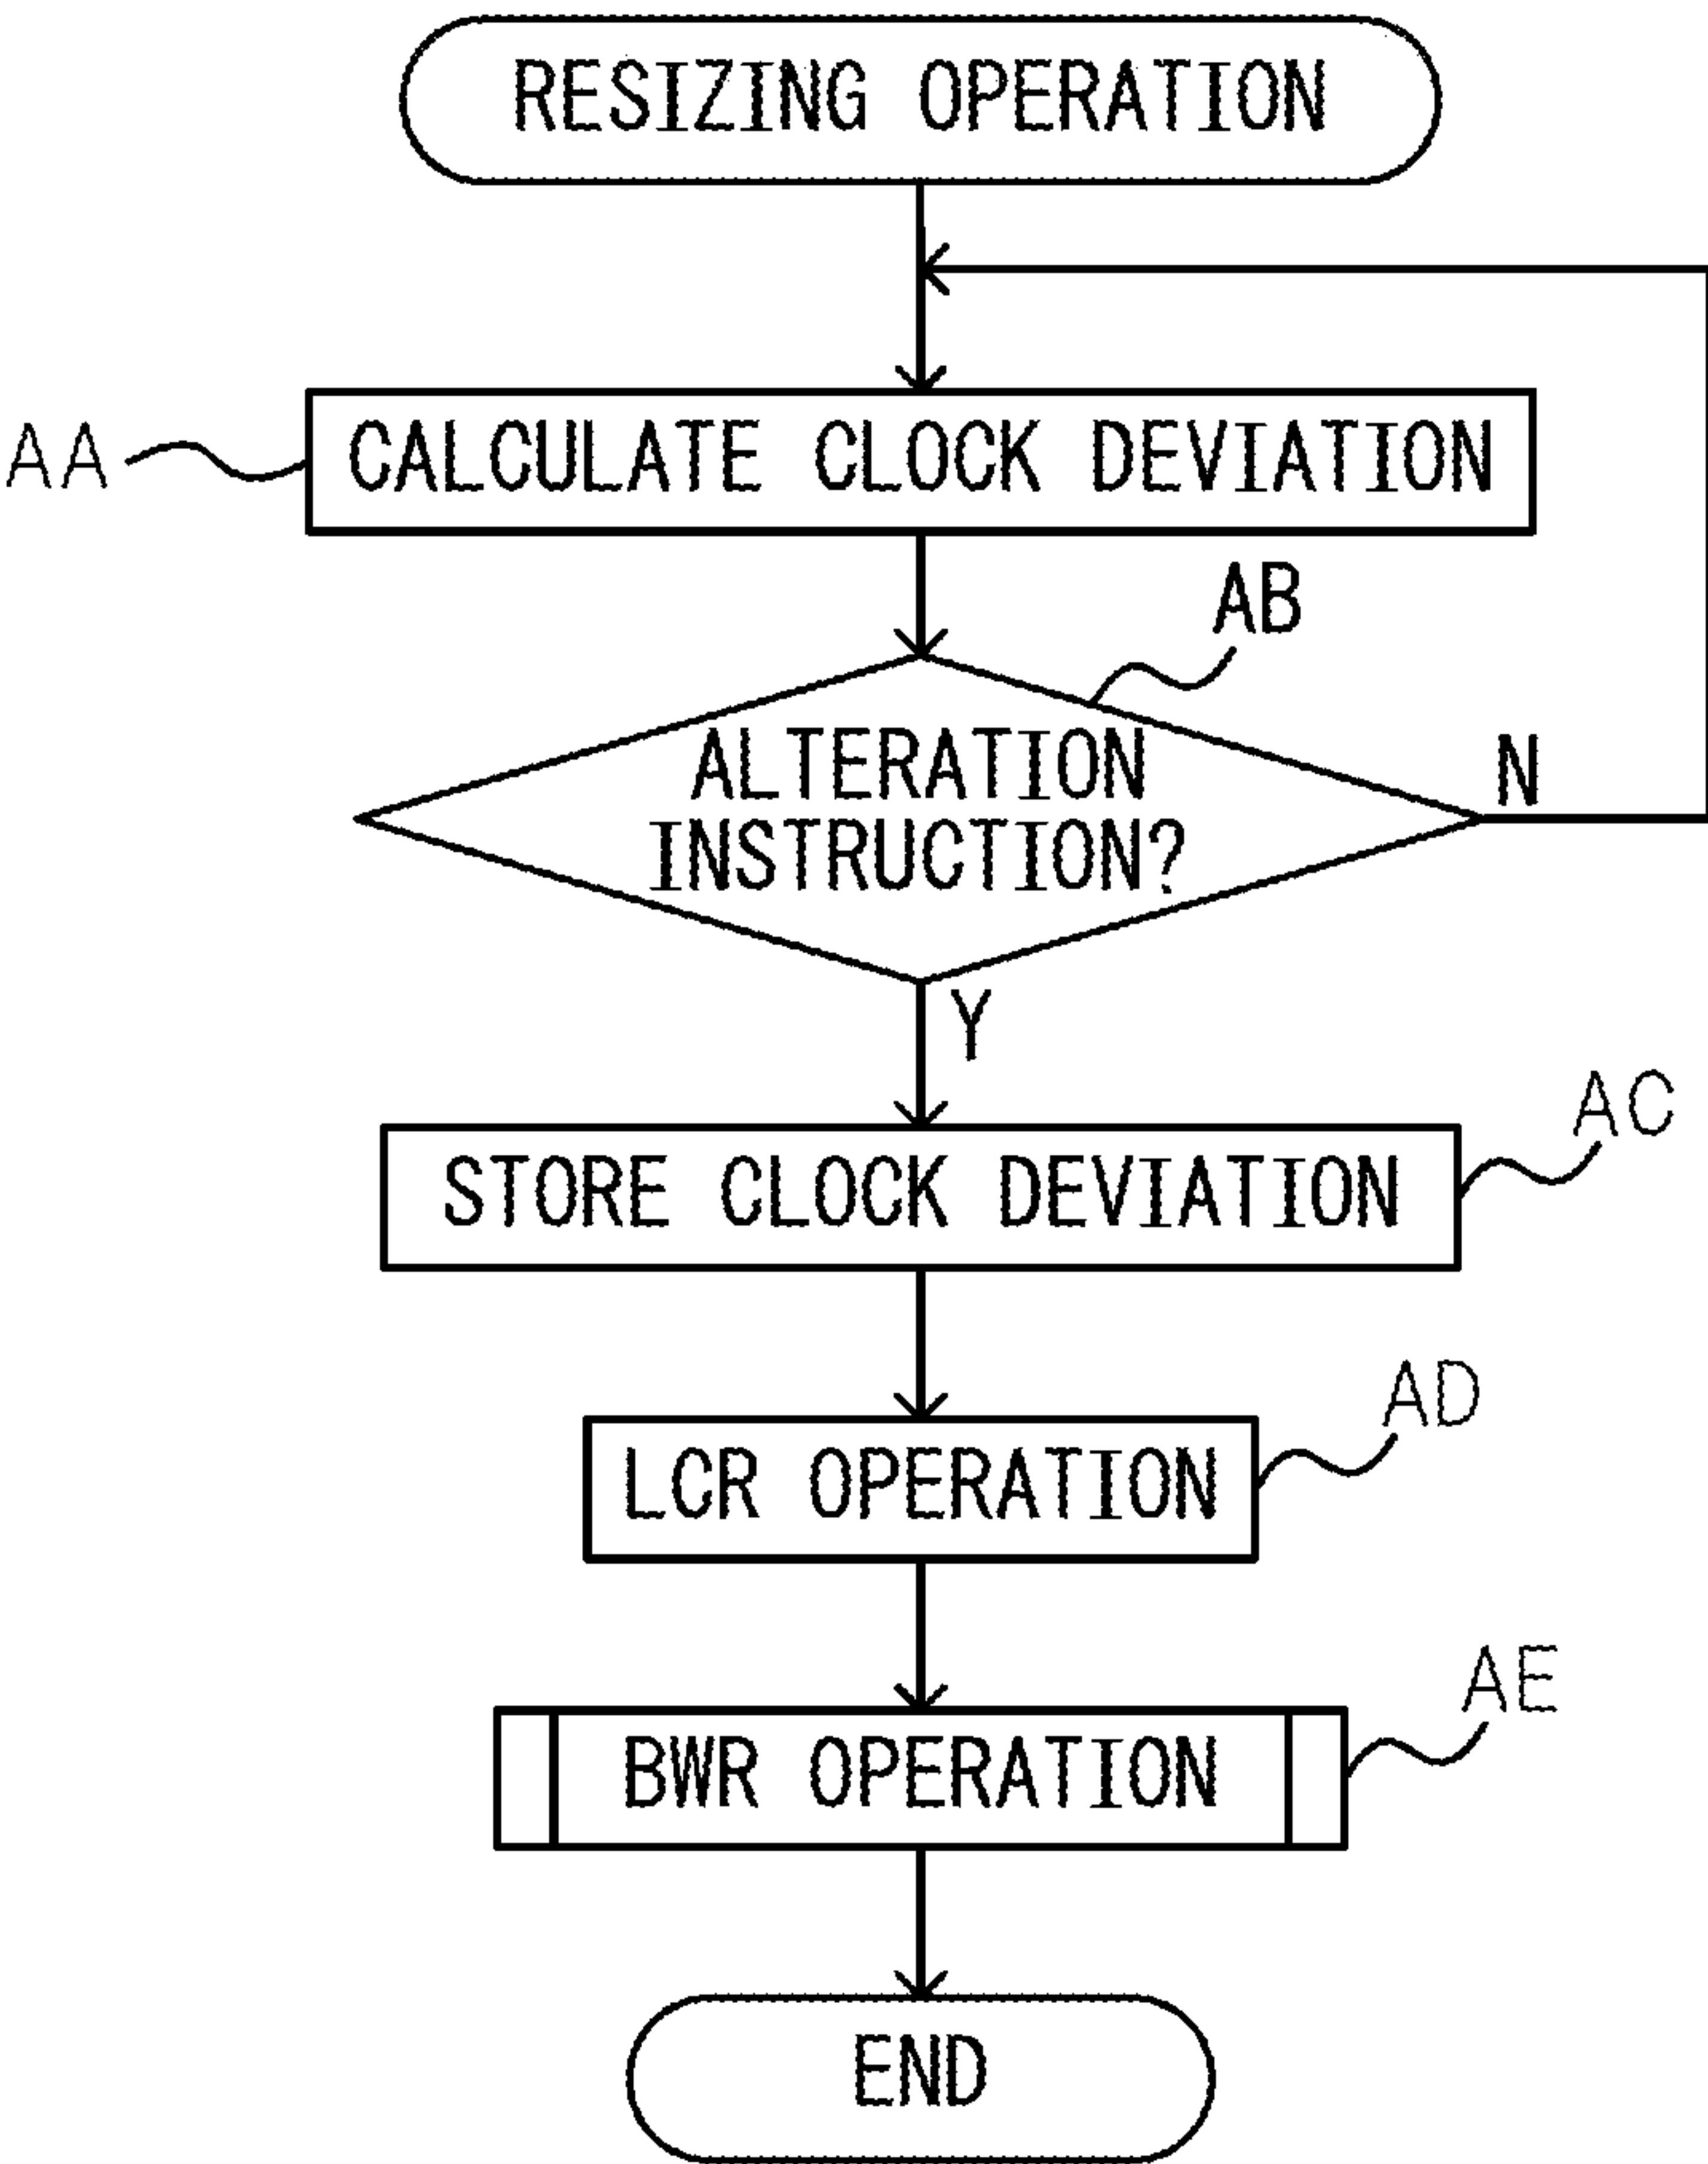 RESIZING OPERATION
AA
CALCULATE CLOCK DEVIATION
AB
ALTERATION
INSTRUCTION?
N
Y
AC
STORE CLOCK DEVIATION
AD
LCR OPERATION
AE
BWR OPERATION
END